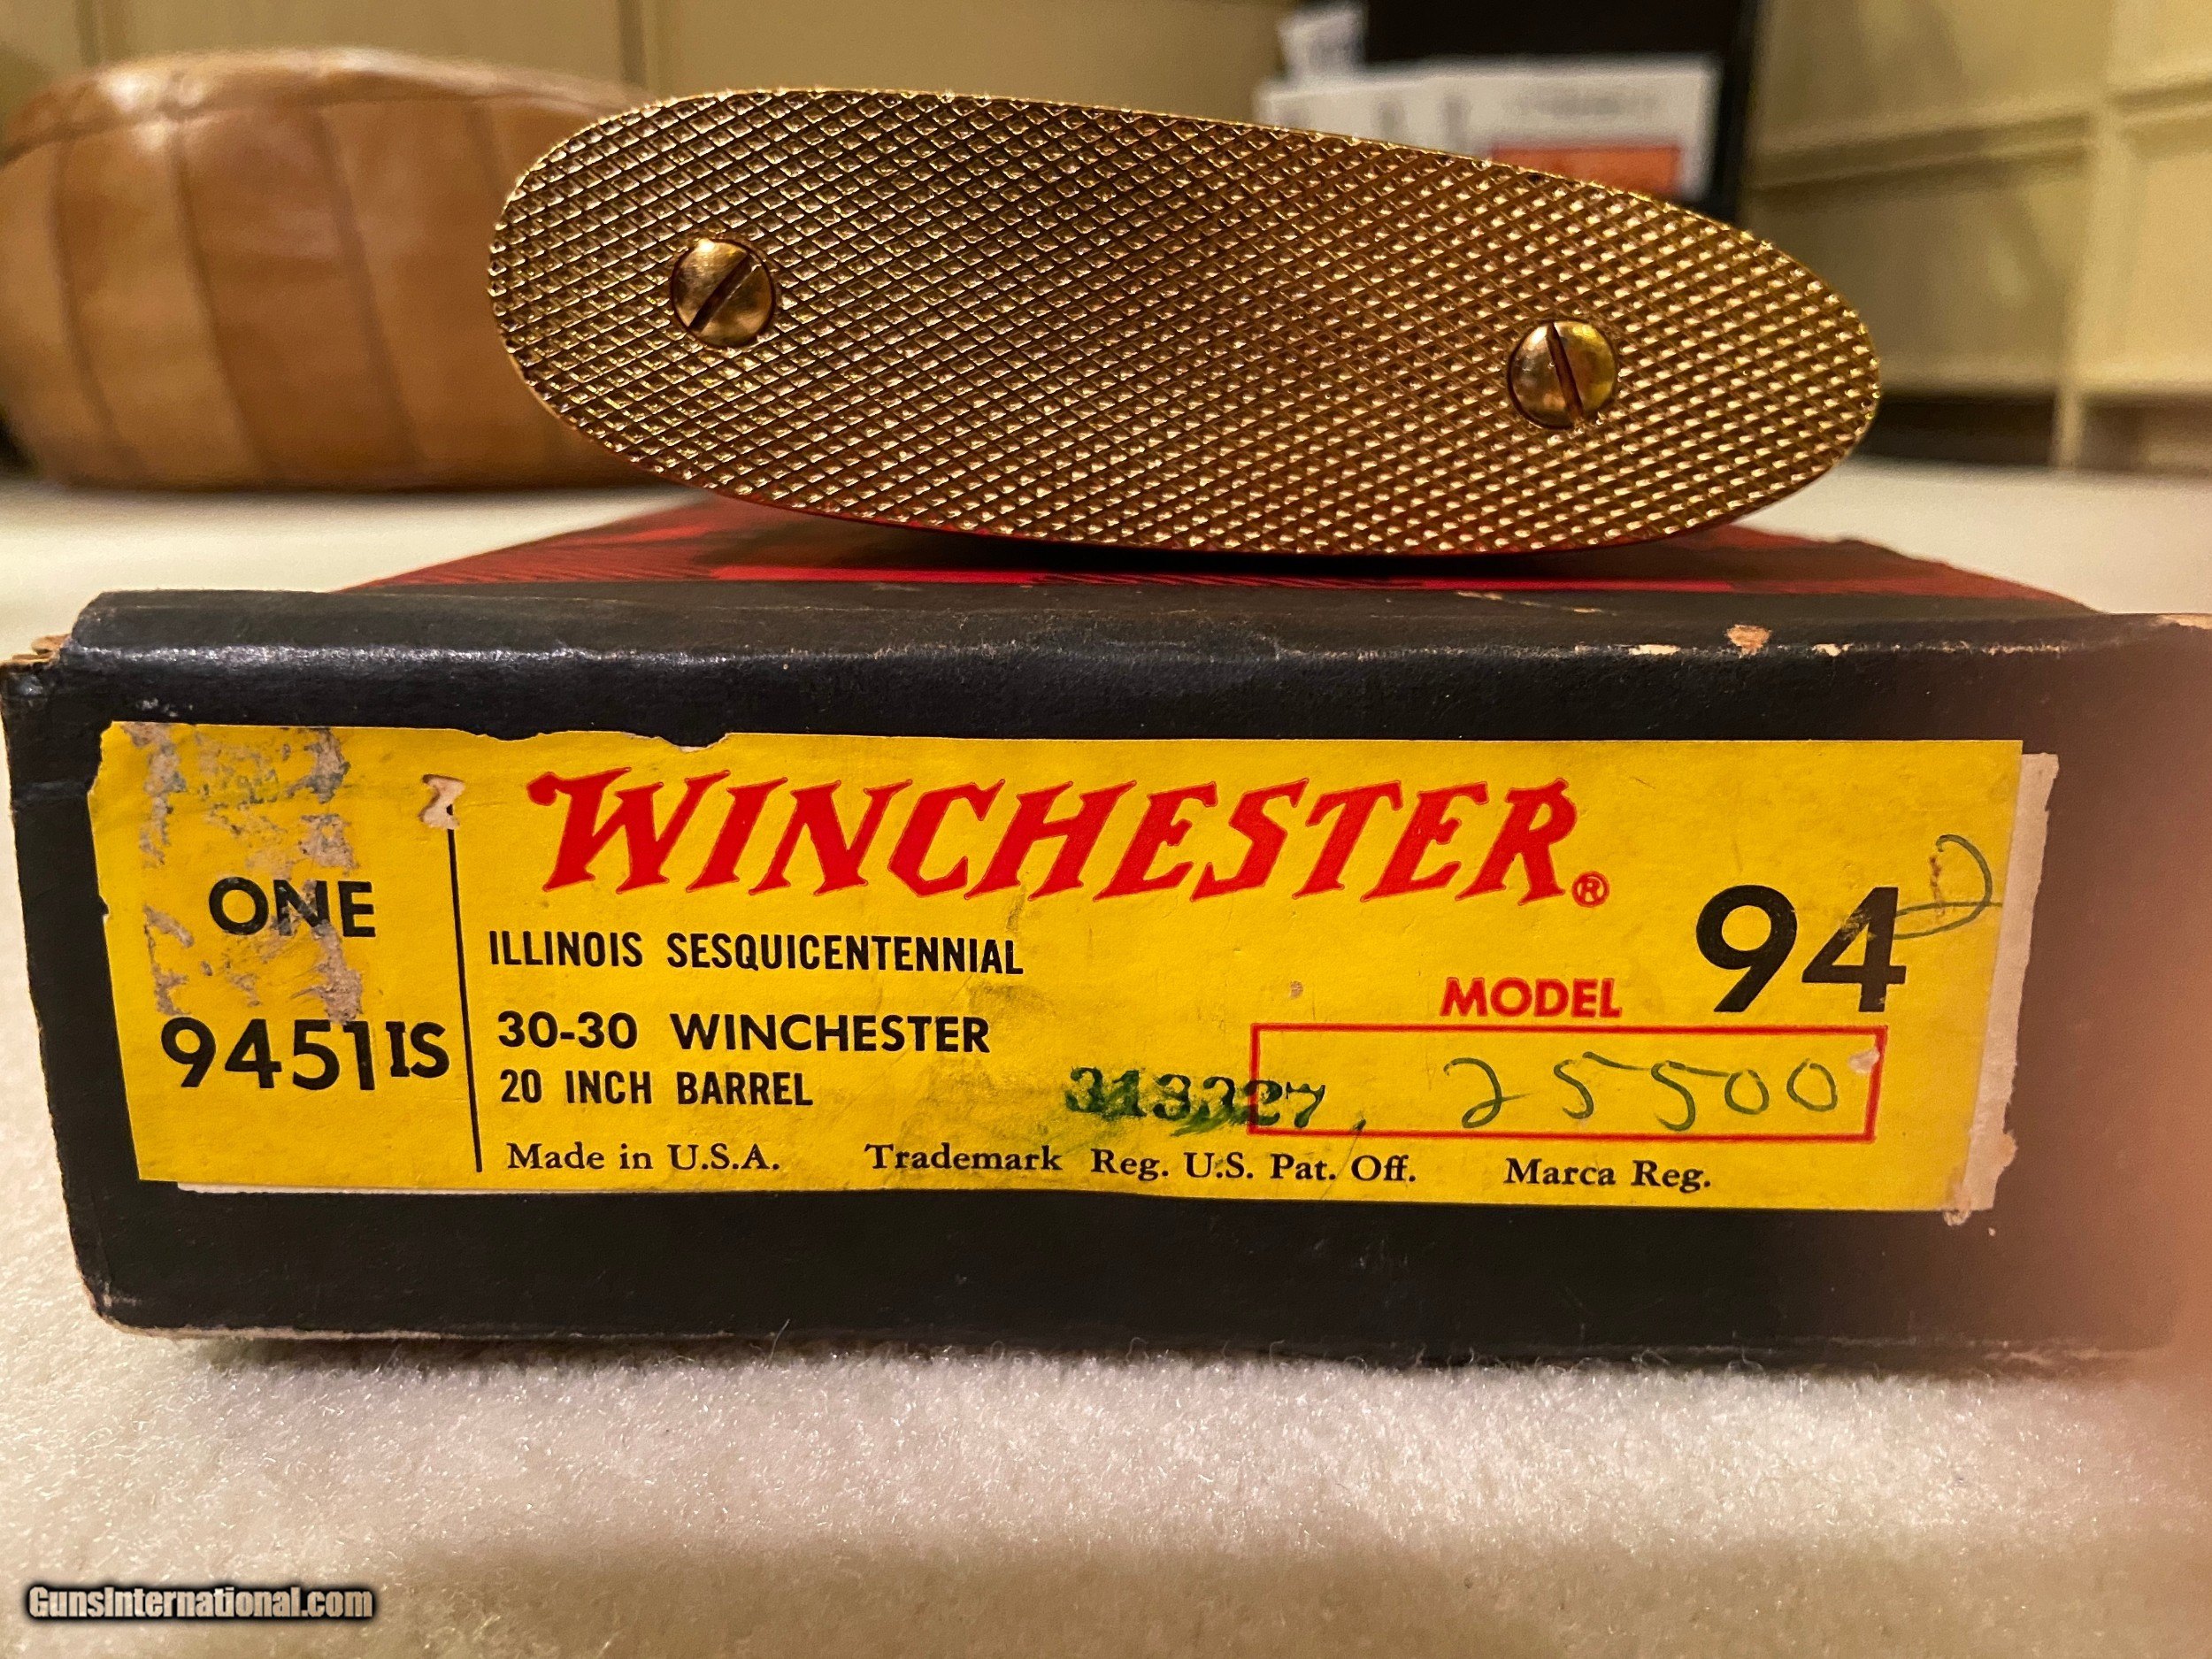 WINCHESTER®
ONE
9451IS
ILLINOIS SESQUICENTENNIAL
30-30 WINCHESTER
20 INCH BARREL
MODEL 94
25500
Made in U.S.A. Trademark Reg. U.S. Pat. Off. Marca Reg.
GunsInternational.com